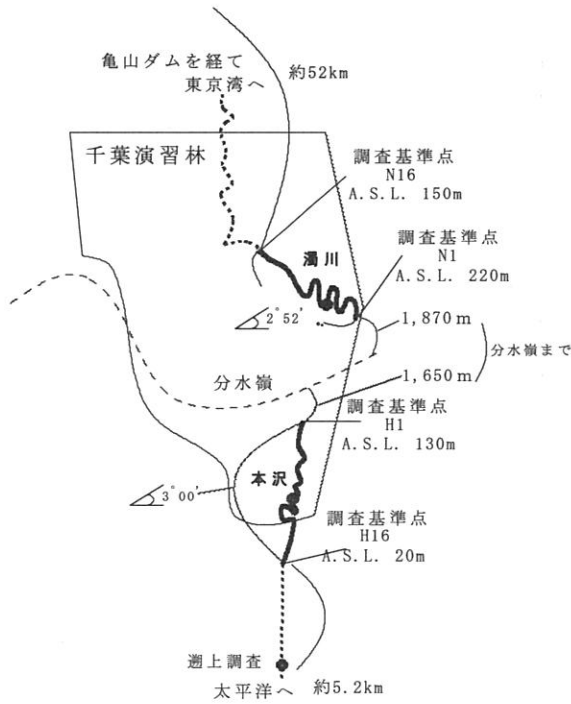 亀山ダムを経て
東京湾へ
約52km
千葉演習林
調査基準点
N16
A.S.L. 150m
濁川
調査基準点
N1
A.S.L. 220m
2°52'
1,870m
分水嶺まで
分水嶺
1,650m
調査基準点
H1
A.S.L. 130m
本沢
3°00'
調査基準点
H16
A.S.L. 20m
遡上調査
太平洋へ
約5.2km